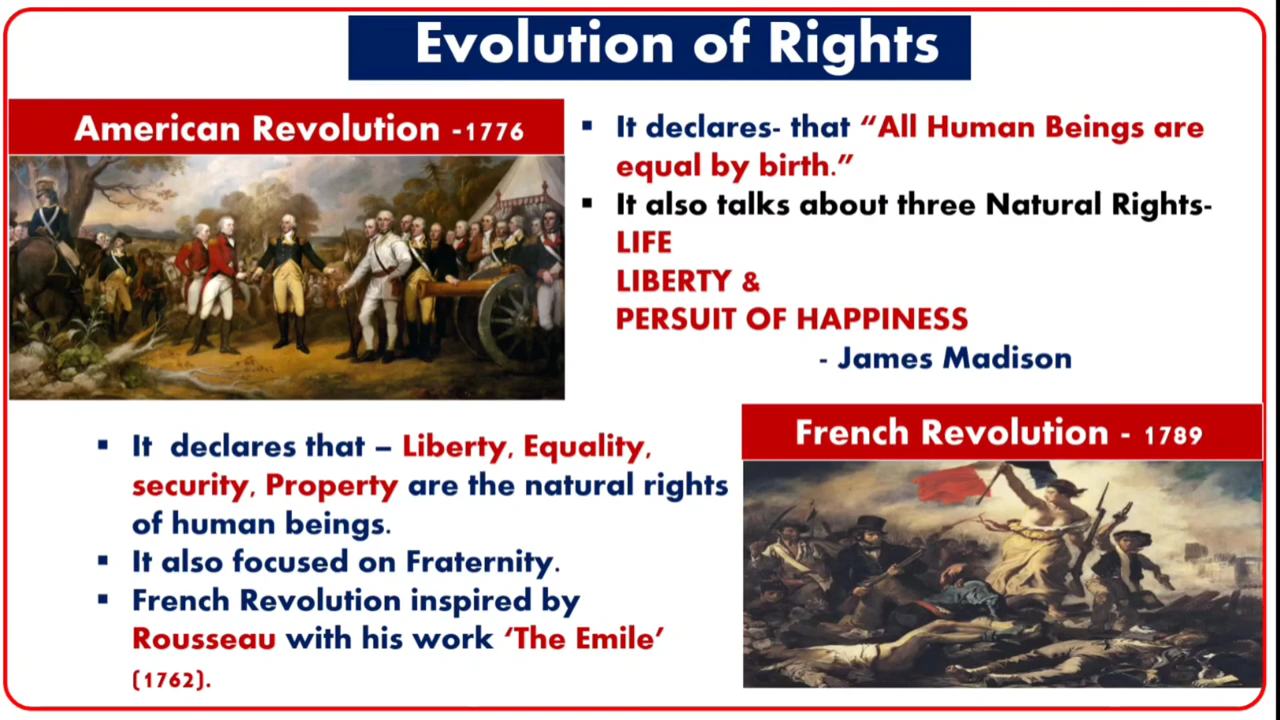 Evolution of Rights
American Revolution -1776
▪ It declares- that “All Human Beings are
equal by birth.”
▪ It also talks about three Natural Rights-
LIFE
LIBERTY &
PERSUIT OF HAPPINESS
- James Madison
French Revolution - 1789
▪ It declares that – Liberty, Equality,
security, Property are the natural rights
of human beings.
▪ It also focused on Fraternity.
▪ French Revolution inspired by
Rousseau with his work ‘The Emile’
(1762).